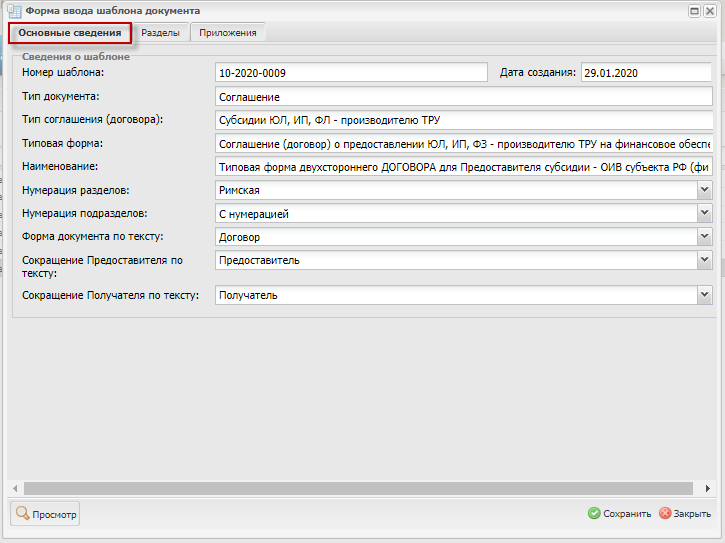 Форма ввода шаблона документа
Основные сведения Разделы Приложения
Сведения о шаблоне
Номер шаблона: 10-2020-0009 Дата создания: 29.01.2020
Тип документа: Соглашение
Тип соглашения (договора): Субсидии ЮЛ, ИП, ФЛ - производителю ТРУ
Типовая форма: Соглашение (договор) о предоставлении ЮЛ, ИП, ФЗ - производителю ТРУ на финансовое обеспе
Наименование: Типовая форма двухстороннего ДОГОВОРА для Предоставителя субсидии - ОИВ субъекта РФ (фи
Нумерация разделов: Римская
Нумерация подразделов: С нумерацией
Форма документа по тексту: Договор
Сокращение Предоставителя по тексту: Предоставитель
Сокращение Получателя по тексту: Получатель
Просмотр Сохранить Закрыть